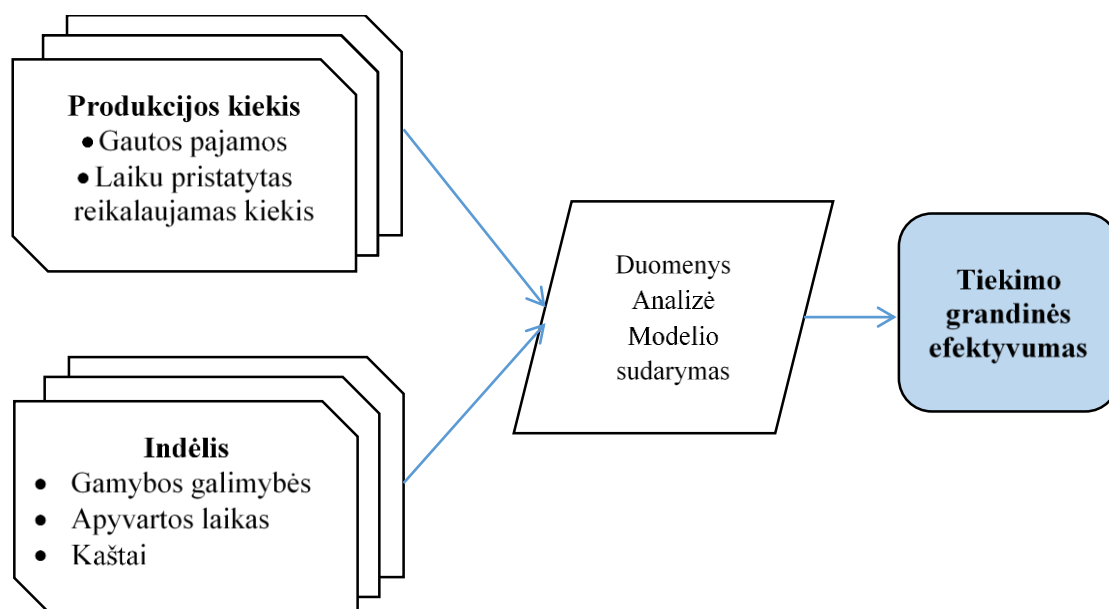 Produkcijos kiekis
• Gautos pajamos
• Laiku pristatytas
reikalaujamas kiekis
Indėlis
• Gamybos galimybės
• Apyvartos laikas
• Kaštai
Duomenys
Analizė
Modelio
sudarymas
Tiekimo
grandinės
efektyvumas